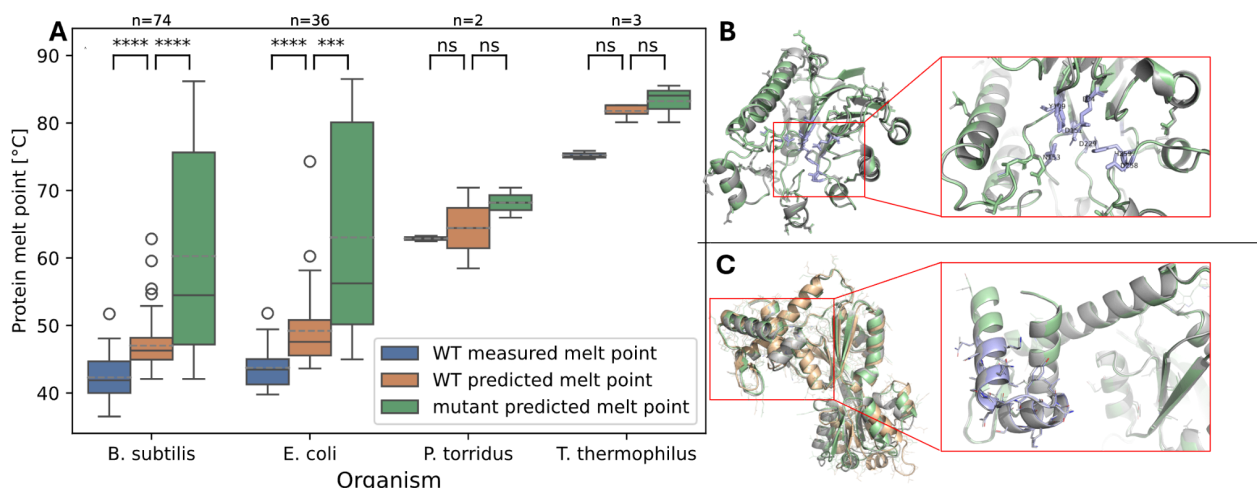 A
n=74
n=36
n=2
n=3
B
**** ****
**** ***
ns ns
ns ns
90
80
70
60
50
40
Protein melt point [°C]
WT measured melt point
WT predicted melt point
mutant predicted melt point
B. subtilis
E. coli
P. torridus
T. thermophilus
Organism
D229
C